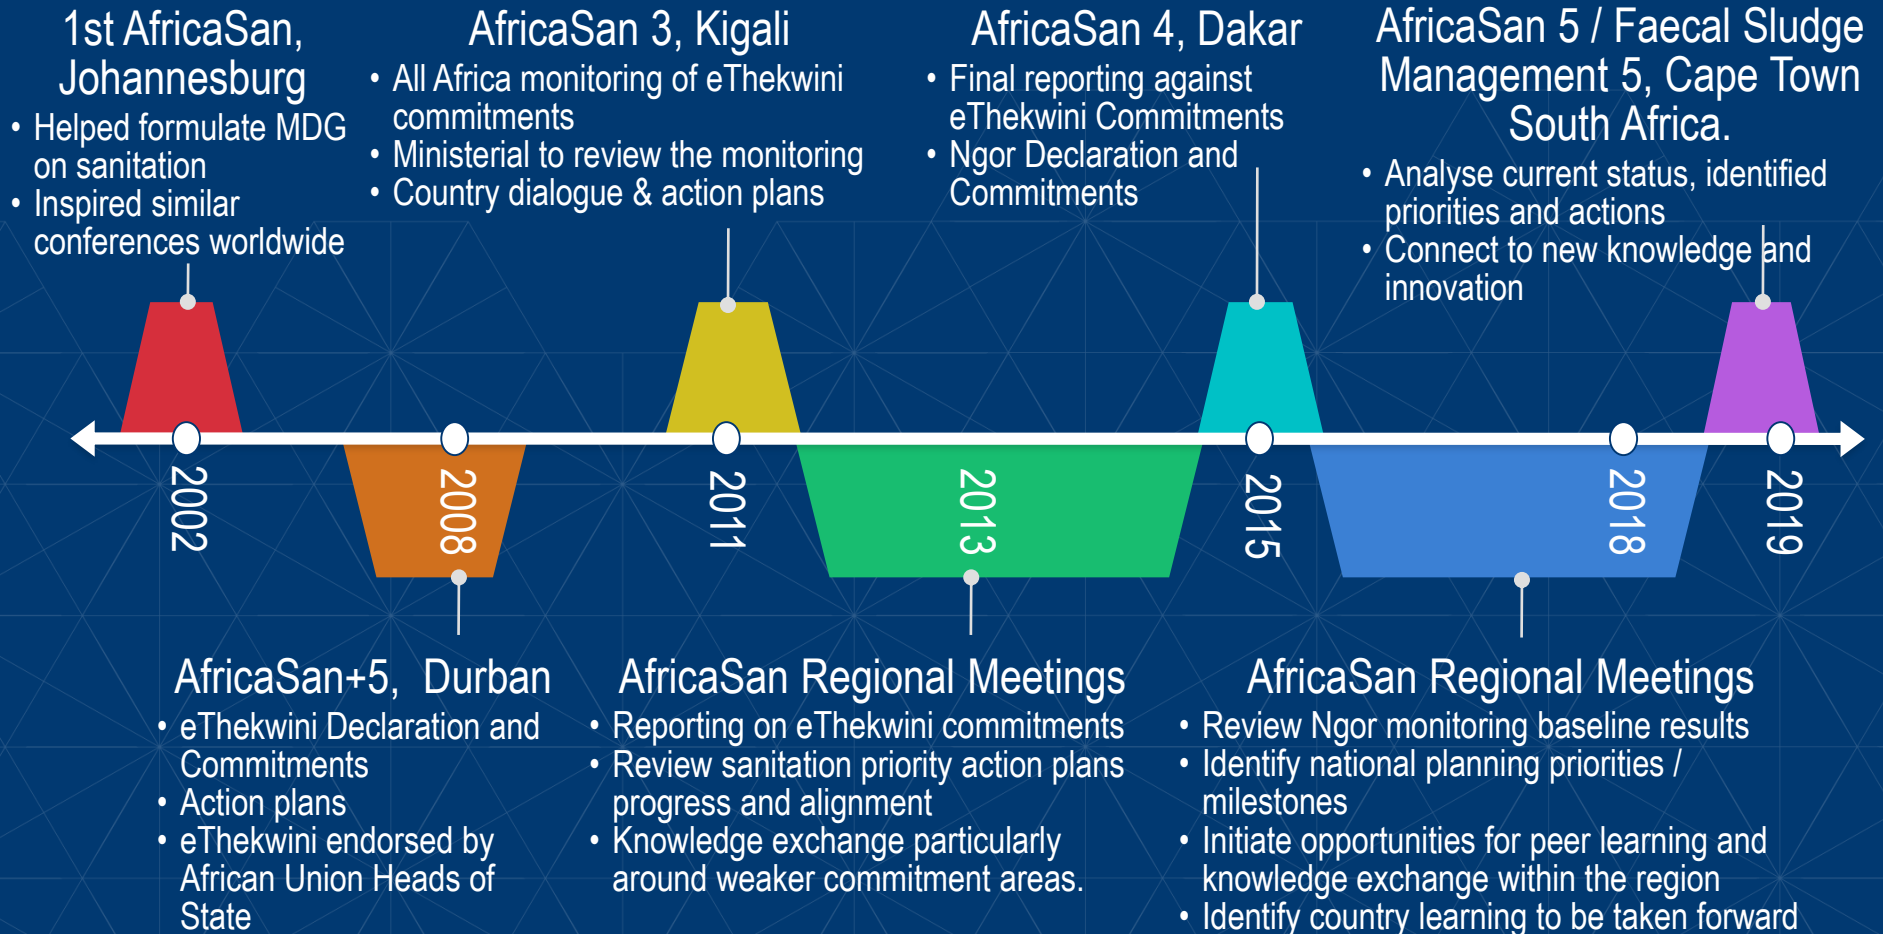 1st AfricaSan,
Johannesburg
• Helped formulate MDG
on sanitation
• Inspired similar
conferences worldwide
AfricaSan 3, Kigali
• All Africa monitoring of eThekwini
commitments
• Ministerial to review the monitoring
• Country dialogue & action plans
AfricaSan 4, Dakar
• Final reporting against
eThekwini Commitments
• Ngor Declaration and
Commitments
AfricaSan 5 / Faecal Sludge
Management 5, Cape Town
South Africa.
• Analyse current status, identified
priorities and actions
• Connect to new knowledge and
innovation
2002
2008
2011
2013
2015
2018
2019
AfricaSan+5, Durban
• eThekwini Declaration and
Commitments
• Action plans
• eThekwini endorsed by
African Union Heads of
State
AfricaSan Regional Meetings
• Reporting on eThekwini commitments
• Review sanitation priority action plans
progress and alignment
• Knowledge exchange particularly
around weaker commitment areas.
AfricaSan Regional Meetings
• Review Ngor monitoring baseline results
• Identify national planning priorities /
milestones
• Initiate opportunities for peer learning and
knowledge exchange within the region
• Identify country learning to be taken forward